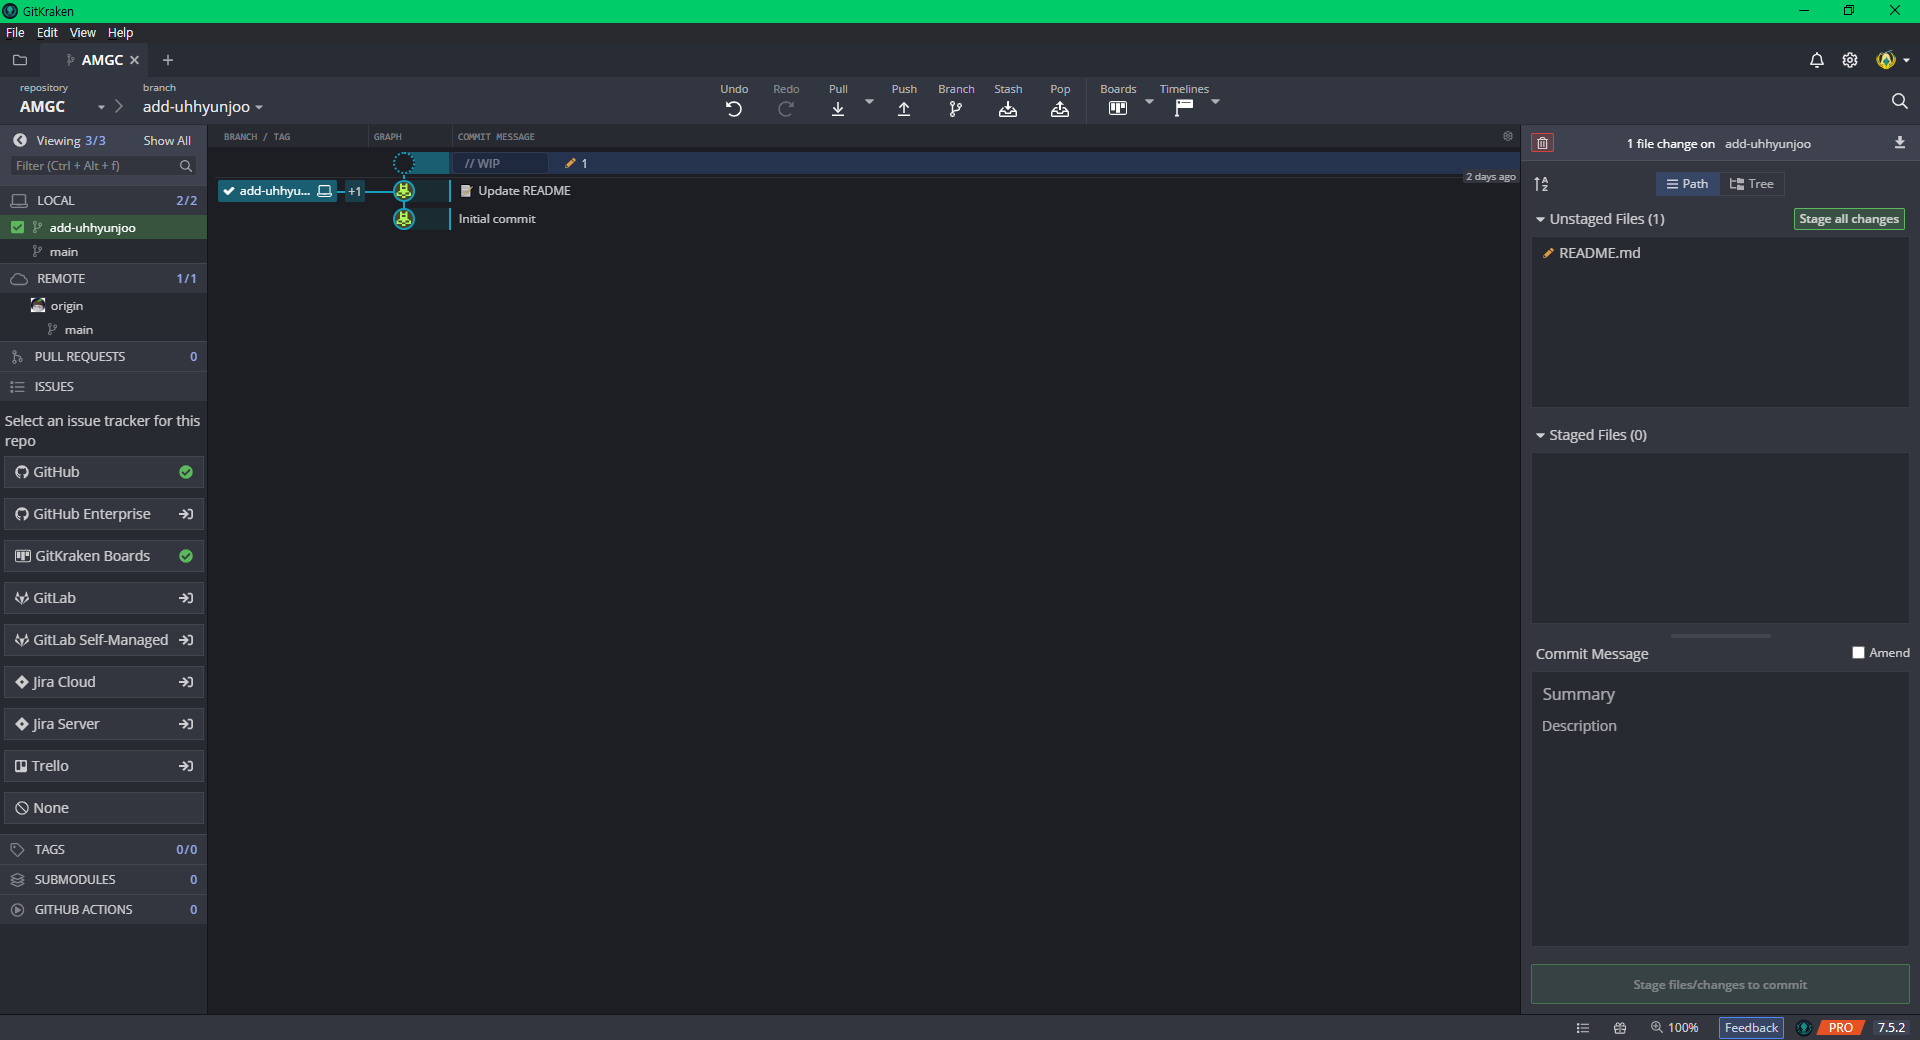 GitKraken
File Edit View Help
AMGC
repository
AMGC
branch
add-uhhyunjoo
Undo Redo Pull Push Branch Stash Pop Boards Timelines
Viewing 3/3 Show All
Filter (Ctrl + Alt + f)
LOCAL 2/2
add-uhhyunjoo
main
REMOTE 1/1
origin
main
PULL REQUESTS 0
ISSUES
Select an issue tracker for this
repo
GitHub
GitHub Enterprise
GitKraken Boards
GitLab
GitLab Self-Managed
Jira Cloud
Jira Server
Trello
None
TAGS 0/0
SUBMODULES 0
GITHUB ACTIONS 0
BRANCH / TAG GRAPH COMMIT MESSAGE
// WIP 1
2 days ago
add-uhhyu... +1 Update README
Initial commit
1 file change on add-uhhyunjoo
Path Tree
Unstaged Files (1) Stage all changes
README.md
Staged Files (0)
Commit Message Amend
Summary
Description
Stage files/changes to commit
100% Feedback PRO 7.5.2